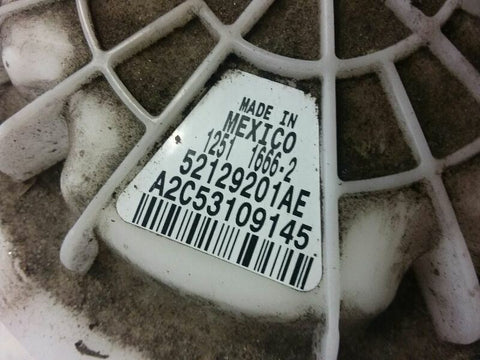 MADE IN
MEXICO
1251 1666-2
52129201AE
A2C53109145